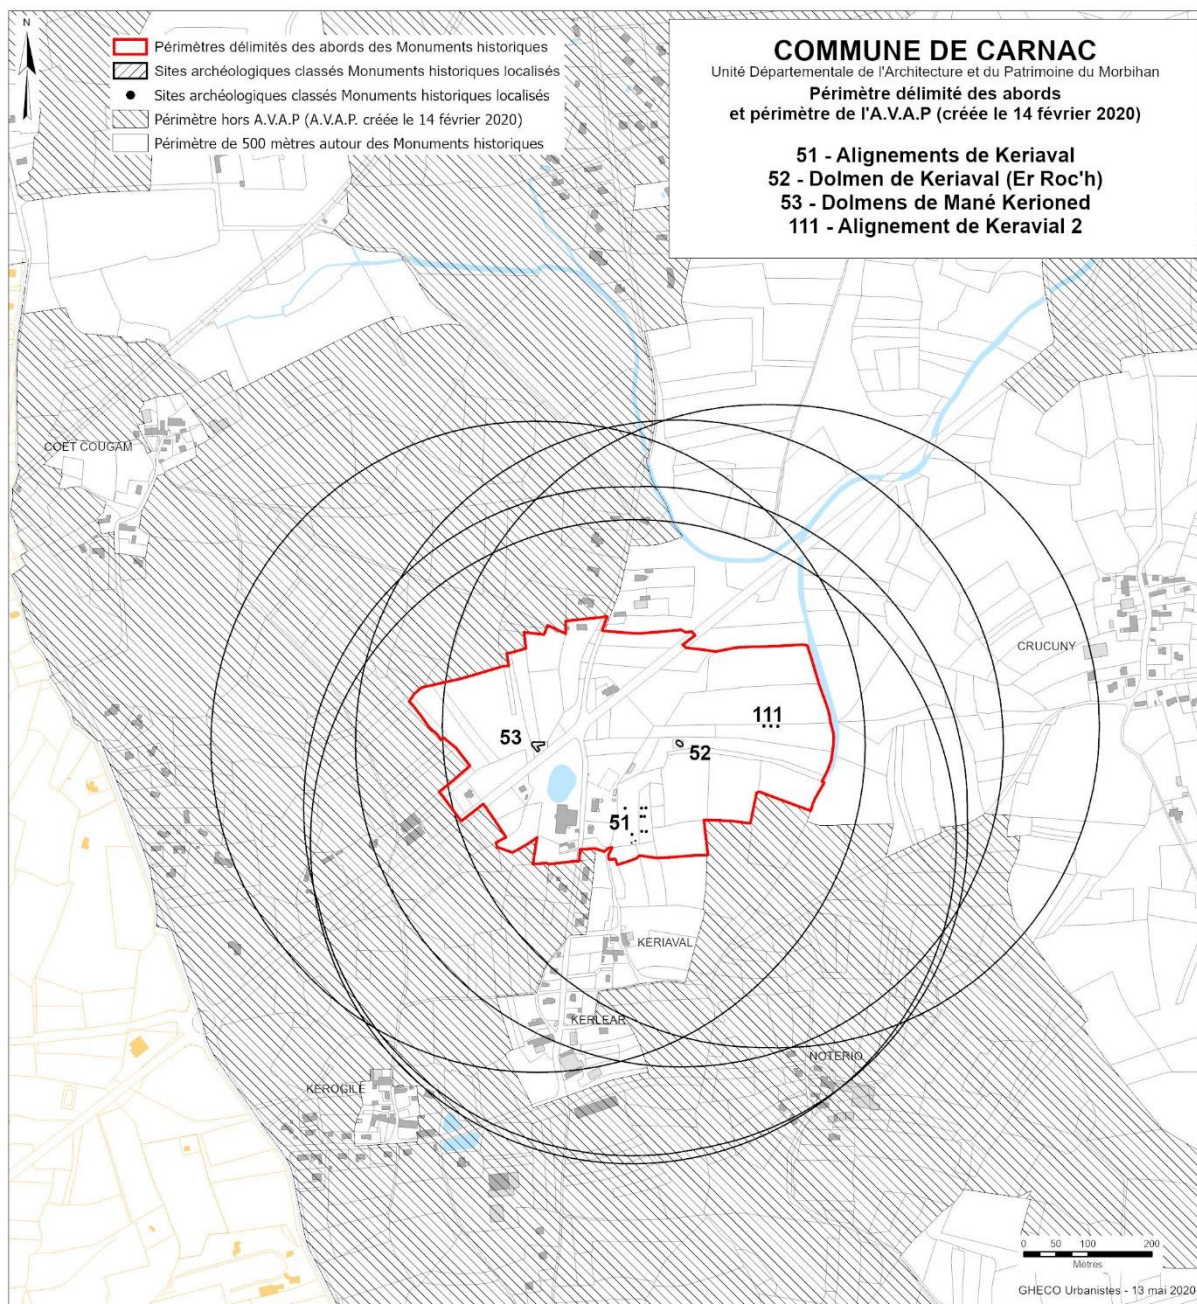 N
Périmètres délimités des abords des Monuments historiques
Sites archéologiques classés Monuments historiques localisés
Sites archéologiques classés Monuments historiques localisés
Périmètre hors A.V.A.P (A.V.A.P. créée le 14 février 2020)
Périmètre de 500 mètres autour des Monuments historiques
COMMUNE DE CARNAC
Unité Départementale de l'Architecture et du Patrimoine du Morbihan
Périmètre délimité des abords
et périmètre de l'A.V.A.P (créée le 14 février 2020)
51 - Alignements de Keriaval
52 - Dolmen de Keriaval (Er Roc'h)
53 - Dolmens de Mané Kerioned
111 - Alignement de Keravial 2
COET COUGAM
CRUCUNY
111
53
52
51
KERIAVAL
KERLEAR
NOTERIO
KEROGILE
0 50 100 200
Mètres
GHECO Urbanistes - 13 mai 2020